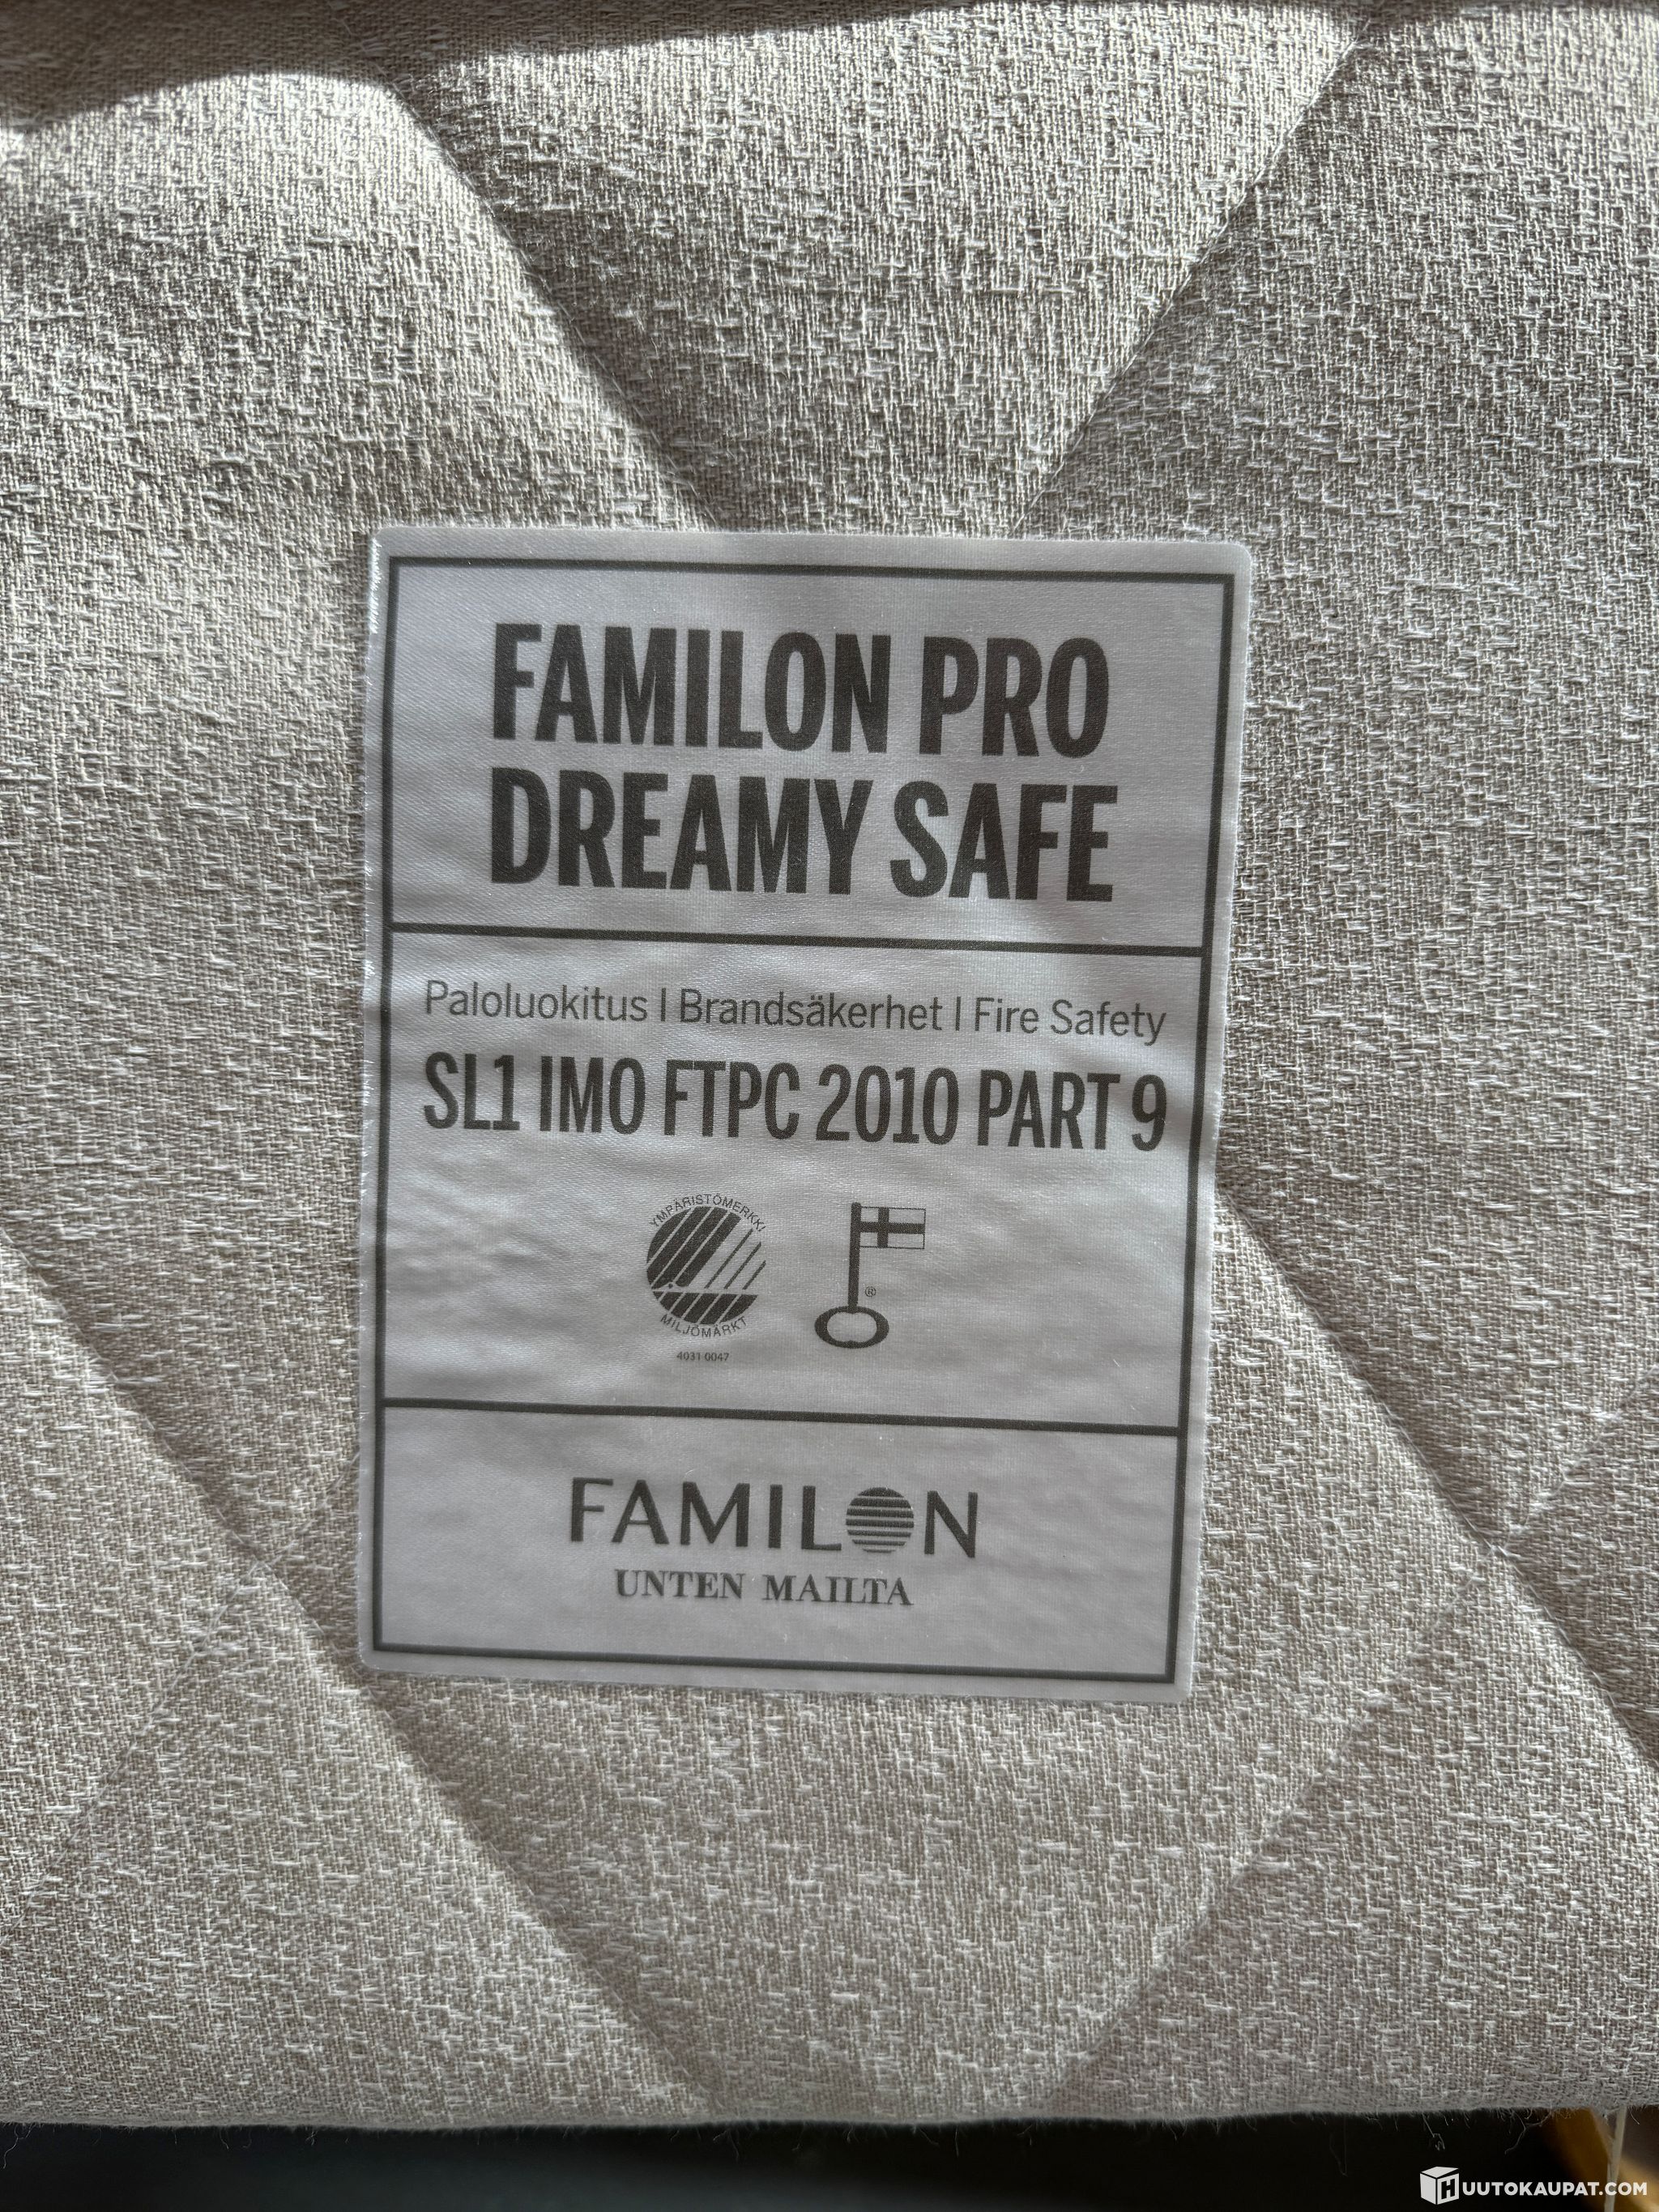 FAMILON PRO
DREAMY SAFE
Paloluokitus | Brandsäkerhet | Fire Safety
SL1 IMO FTPC 2010 PART 9
YMPÄRISTÖMERKKI
MILJÖMÄRKT
4031 0047
®
FAMILON
UNTEN MAILTA
HUUTOKAUPAT.COM